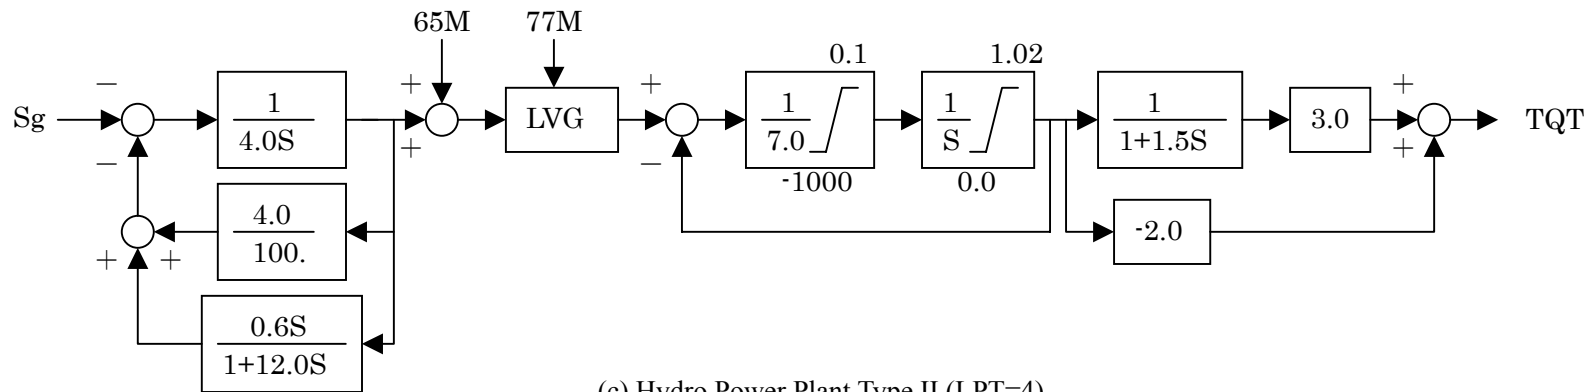 65M 77M
0.1 1.02
Sg − 1 4.0S + + LVG + − 1 7.0 1 S 1 1+1.5S 3.0 + + TQT
−
-1000 0.0
4.0 100. -2.0
+ +
0.6S 1+12.0S
(c) Hydro Power Plant Type II (LPT=4)